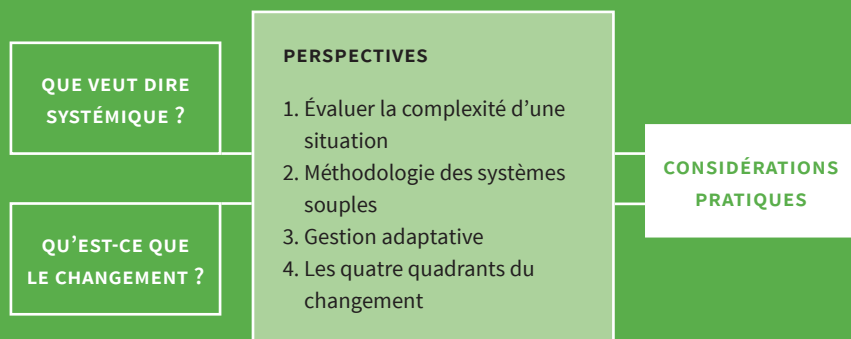 QUE VEUT DIRE
SYSTÉMIQUE ?
QU’EST-CE QUE
LE CHANGEMENT ?
PERSPECTIVES
1. Évaluer la complexité d’une
situation
2. Méthodologie des systèmes
souples
3. Gestion adaptative
4. Les quatre quadrants du
changement
CONSIDÉRATIONS
PRATIQUES